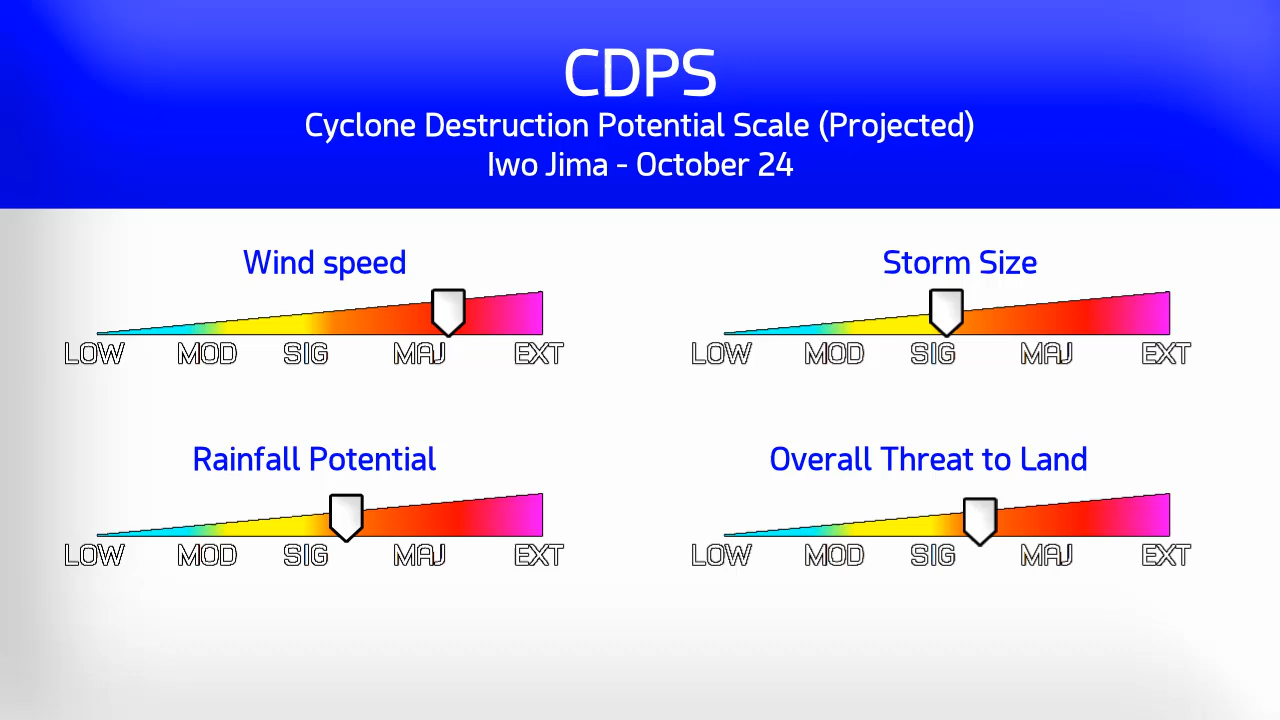 CDPS
Cyclone Destruction Potential Scale (Projected)
Iwo Jima - October 24
Wind speed
LOW MOD SIG MAJ EXT
Storm Size
LOW MOD SIG MAJ EXT
Rainfall Potential
LOW MOD SIG MAJ EXT
Overall Threat to Land
LOW MOD SIG MAJ EXT